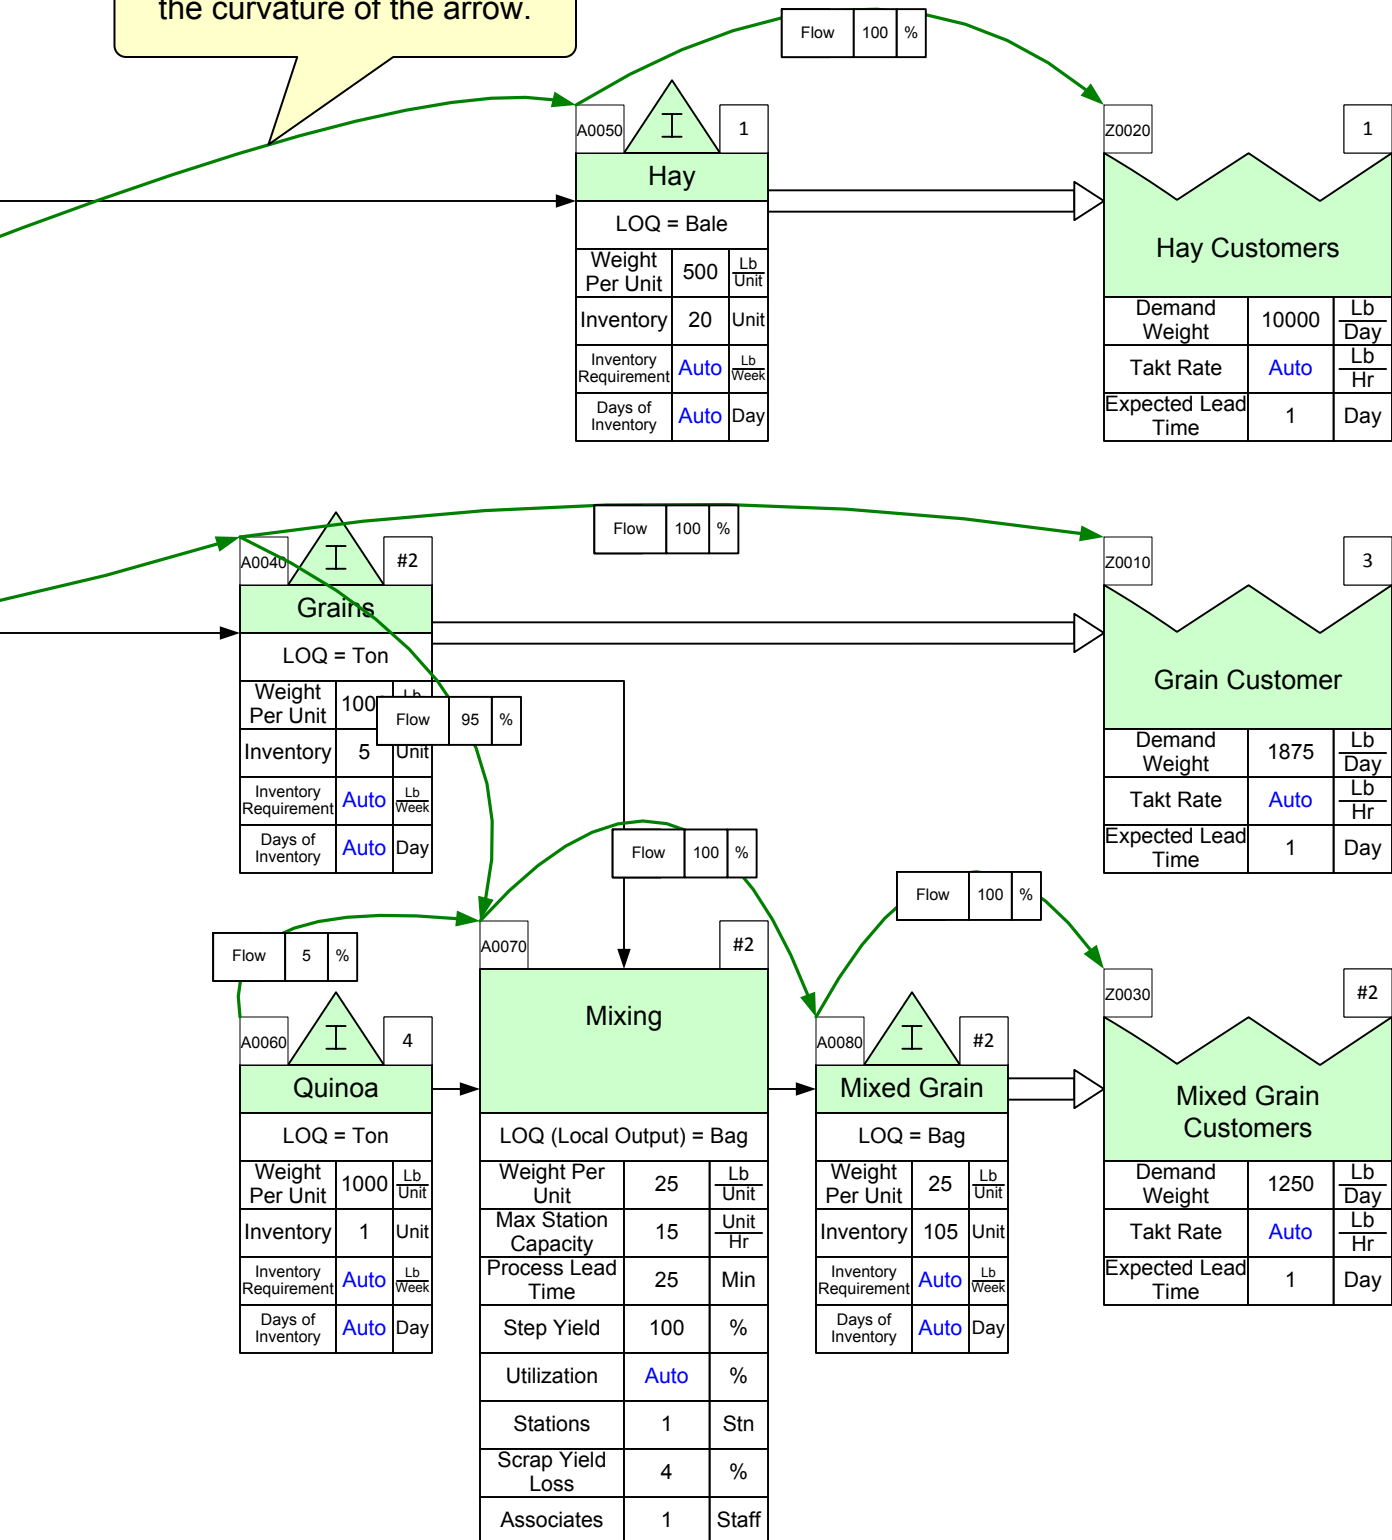 the curvature of the arrow.
Flow 100 %
A0050 I 1
Hay
LOQ = Bale
Weight Per Unit 500 Lb Unit
Inventory 20 Unit
Inventory Requirement Auto Lb Week
Days of Inventory Auto Day
Z0020 1
Hay Customers
Demand Weight 10000 Lb Day
Takt Rate Auto Lb Hr
Expected Lead Time 1 Day
Flow 100 %
A0040 I #2
Grains
LOQ = Ton
Weight Per Unit
Inventory 5 Unit
Inventory Requirement Auto Lb Week
Days of Inventory Auto Day
Flow 95 %
Z0010 3
Grain Customer
Demand Weight 1875 Lb Day
Takt Rate Auto Lb Hr
Expected Lead Time 1 Day
Flow 100 %
Flow 100 %
Flow 5 %
A0060 I 4
Quinoa
LOQ = Ton
Weight Per Unit 1000 Lb Unit
Inventory 1 Unit
Inventory Requirement Auto Lb Week
Days of Inventory Auto Day
A0070 #2
Mixing
LOQ (Local Output) = Bag
Weight Per Unit 25 Lb Unit
Max Station Capacity 15 Unit Hr
Process Lead Time 25 Min
Step Yield 100 %
Utilization Auto %
Stations 1 Stn
Scrap Yield Loss 4 %
Associates 1 Staff
A0080 I #2
Mixed Grain
LOQ = Bag
Weight Per Unit 25 Lb Unit
Inventory 105 Unit
Inventory Requirement Auto Lb Week
Days of Inventory Auto Day
Z0030 #2
Mixed Grain
Customers
Demand Weight 1250 Lb Day
Takt Rate Auto Lb Hr
Expected Lead Time 1 Day